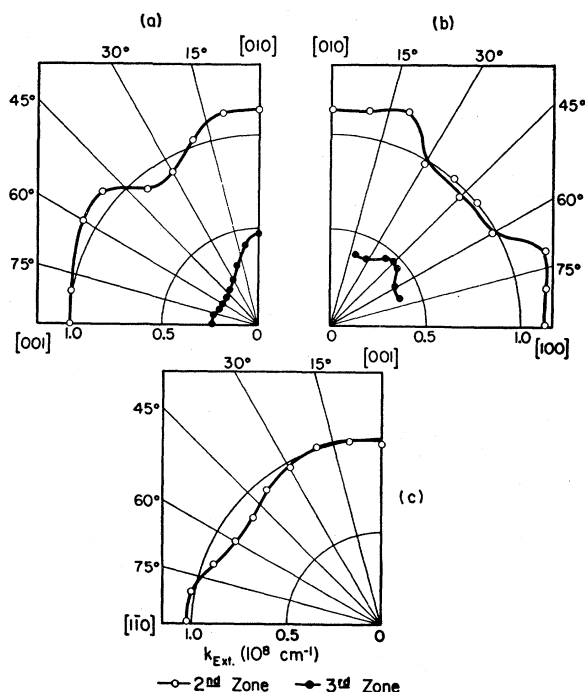 (a)
(b)
30° 15° [010]
[010] 15° 30°
45°
45°
60°
60°
75°
75°
[001] 1.0 0.5 0
0 0.5 1.0 [100]
30° 15° [001]
45°
60°
(c)
75°
[11̄0] 1.0 0.5 0
k_Ext. (10⁸ cm⁻¹)
2nd Zone 3rd Zone